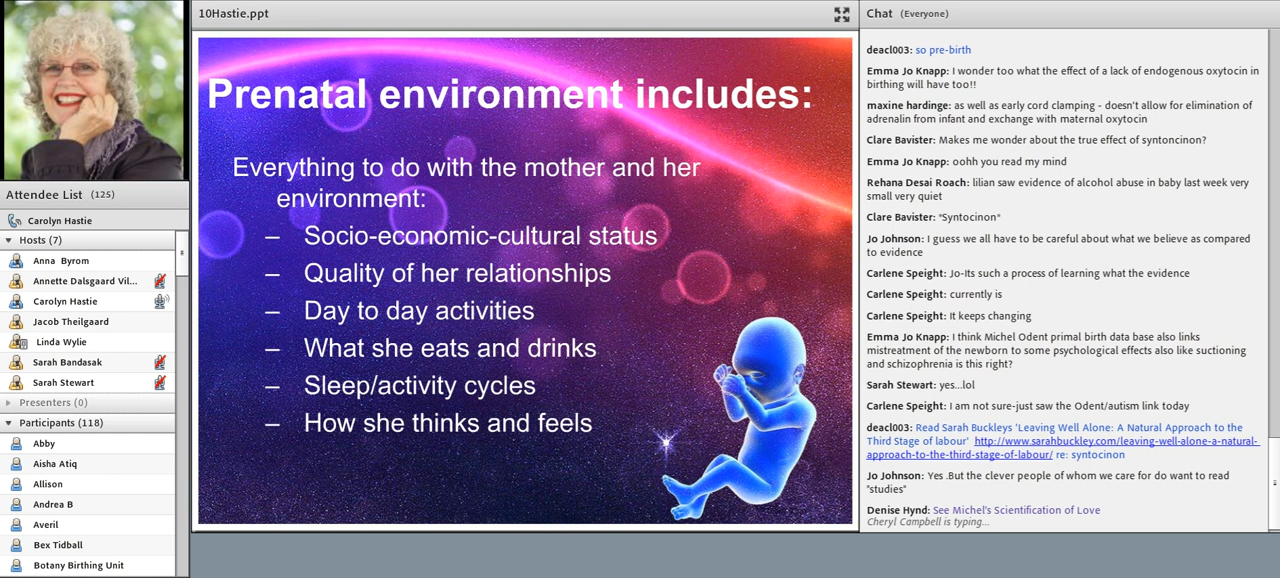 10Hastie.ppt
Prenatal environment includes:
Everything to do with the mother and her
environment:
– Socio-economic-cultural status
– Quality of her relationships
– Day to day activities
– What she eats and drinks
– Sleep/activity cycles
– How she thinks and feels
Attendee List (125)
Carolyn Hastie
Hosts (7)
Anna Byrom
Annette Dalsgaard Vil...
Carolyn Hastie
Jacob Theilgaard
Linda Wylie
Sarah Bandasak
Sarah Stewart
Presenters (0)
Participants (118)
Abby
Aisha Atiq
Allison
Andrea B
Averil
Bex Tidball
Botany Birthing Unit
Chat (Everyone)
deacl003: so pre-birth
Emma Jo Knapp: I wonder too what the effect of a lack of endogenous oxytocin in
birthing will have too!!
maxine hardinge: as well as early cord clamping - doesn't allow for elimination of
adrenalin from infant and exchange with maternal oxytocin
Clare Bavister: Makes me wonder about the true effect of syntoncinon?
Emma Jo Knapp: oohh you read my mind
Rehana Desai Roach: lilian saw evidence of alcohol abuse in baby last week very
small very quiet
Clare Bavister: *Syntocinon*
Jo Johnson: I guess we all have to be careful about what we believe as compared
to evidence
Carlene Speight: Jo-Its such a process of learning what the evidence
Carlene Speight: currently is
Carlene Speight: It keeps changing
Emma Jo Knapp: I think Michel Odent primal birth data base also links
mistreatment of the newborn to some psychological effects also like suctioning
and schizophrenia is this right?
Sarah Stewart: yes...lol
Carlene Speight: I am not sure-just saw the Odent/autism link today
deacl003: Read Sarah Buckleys 'Leaving Well Alone: A Natural Approach to the
Third Stage of labour' http://www.sarahbuckley.com/leaving-well-alone-a-natural-
approach-to-the-third-stage-of-labour/ re: syntocinon
Jo Johnson: Yes .But the clever people of whom we care for do want to read
"studies"
Denise Hynd: See Michel's Scientification of Love
Cheryl Campbell is typing...